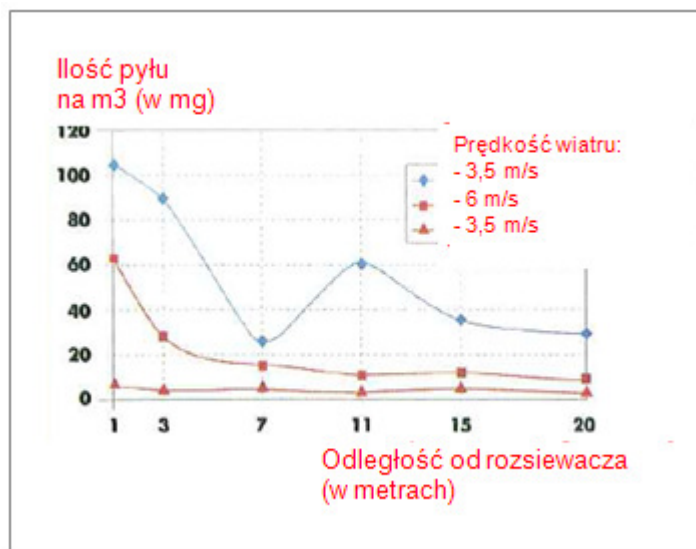 Ilość pyłu
na m3 (w mg)
120
100
80
60
40
20
0
Prędkość wiatru:
- 3,5 m/s
- 6 m/s
- 3,5 m/s
1 3 7 11 15 20
Odległość od rozsiewacza
(w metrach)